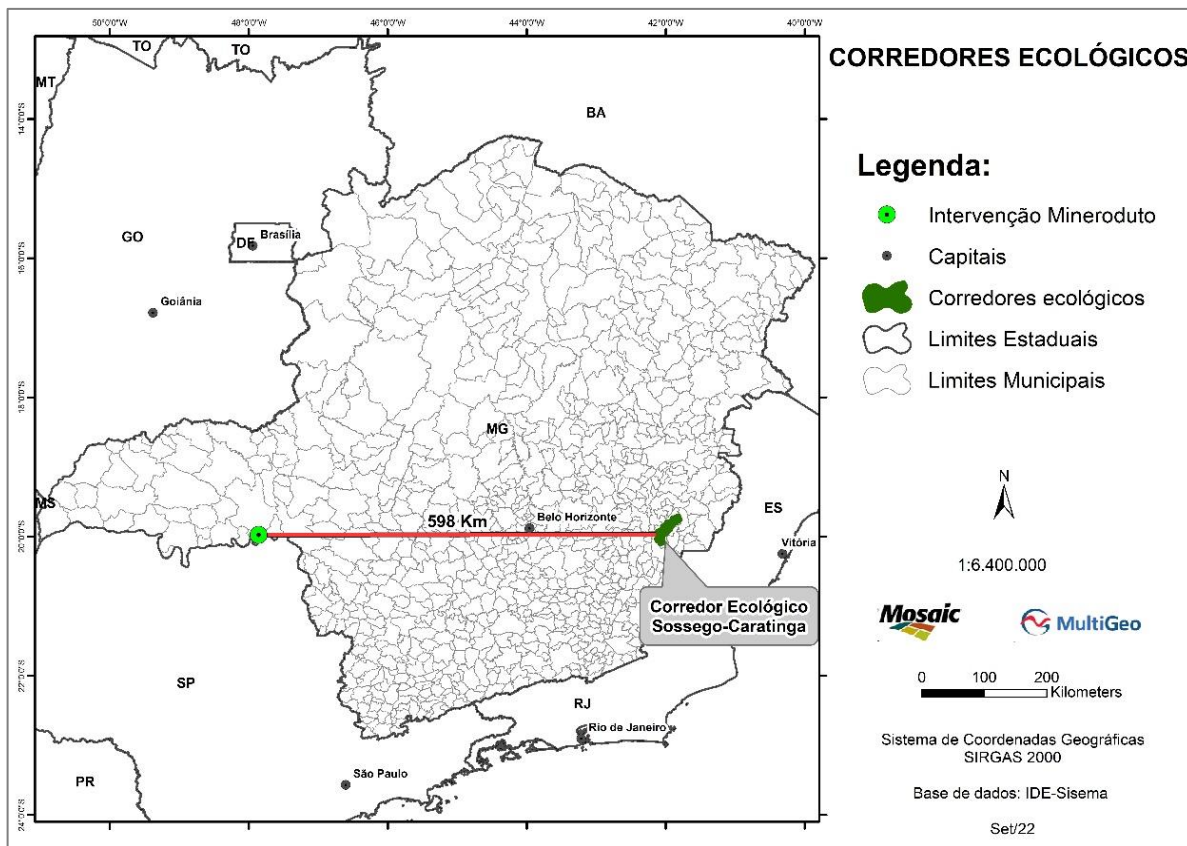 50°0'0"W
48°0'0"W
46°0'0"W
44°0'0"W
42°0'0"W
40°0'0"W
TO
TO
MT
BA
14°0'0"S
GO
DF
Brasília
16°0'0"S
Goiânia
18°0'0"S
MG
MS
598 Km
Belo Horizonte
ES
20°0'0"S
Vitória
Corredor Ecológico
Sossego-Caratinga
22°0'0"S
SP
RJ
Rio de Janeiro
São Paulo
PR
24°0'0"S
CORREDORES ECOLÓGICOS
Legenda:
Intervenção Mineroduto
Capitais
Corredores ecológicos
Limites Estaduais
Limites Municipais
N
1:6.400.000
Mosaic
MultiGeo
0 100 200
Kilometers
Sistema de Coordenadas Geográficas
SIRGAS 2000
Base de dados: IDE-Sisema
Set/22